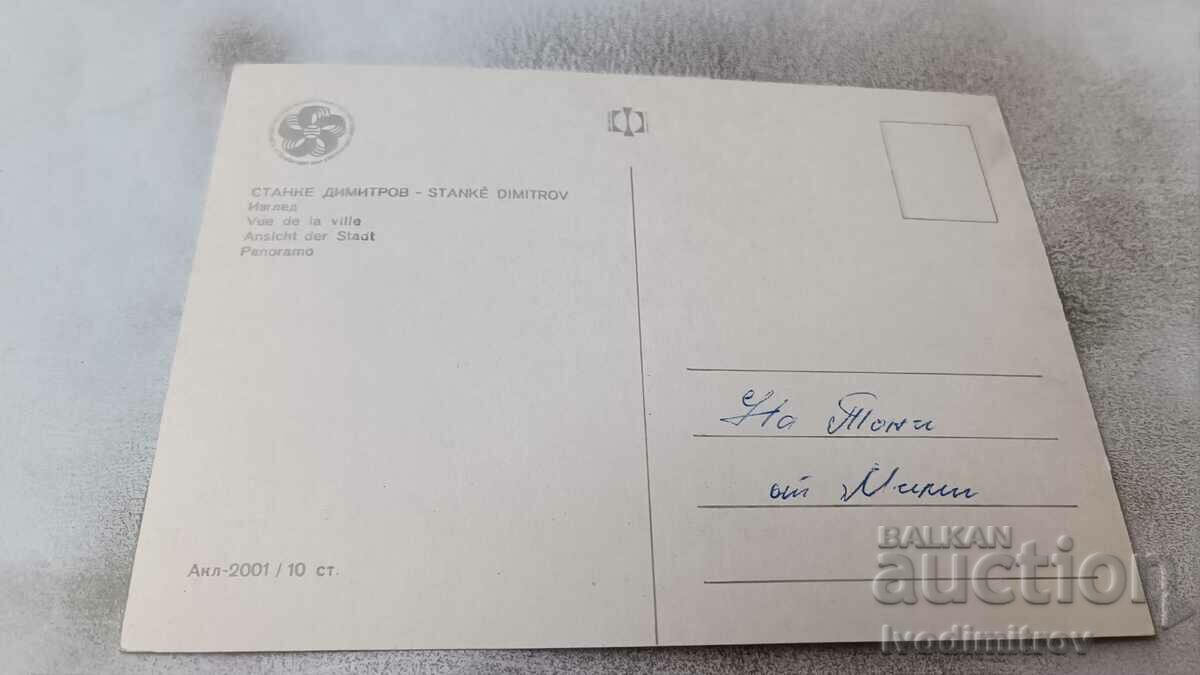 СТАНКЕ ДИМИТРОВ - STANKÉ DIMITROV
Изглед
Vue de la ville
Ansicht der Stadt
Panoramo
На Тони
от Мими
Акл-2001 / 10 ст.
BALKAN
auction
Ivodimitrov